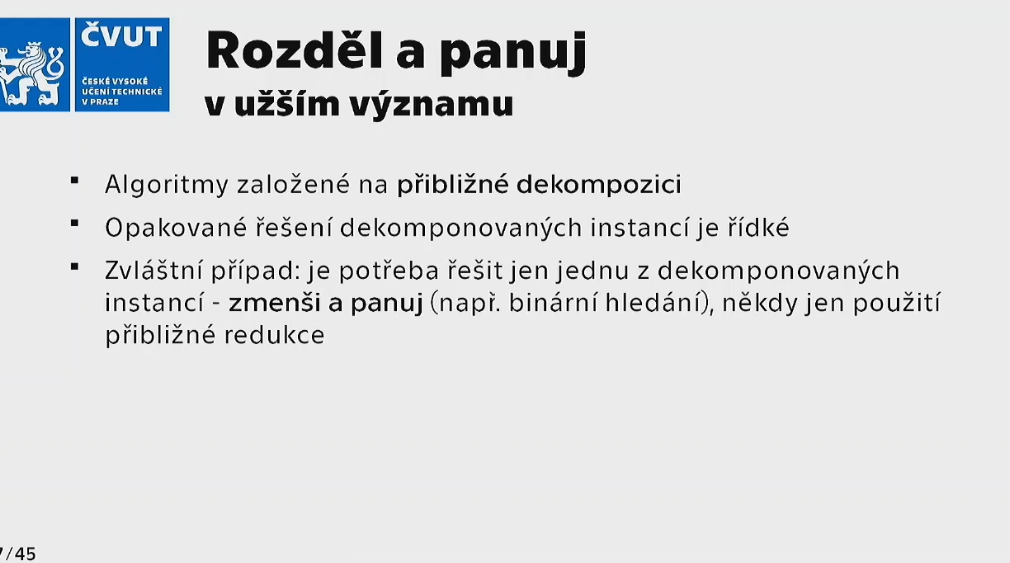 ČVUT
ČESKÉ VYSOKÉ
UČENÍ TECHNICKÉ
V PRAZE
Rozděl a panuj
v užším významu
▪ Algoritmy založené na přibližné dekompozici
▪ Opakované řešení dekomponovaných instancí je řídké
▪ Zvláštní případ: je potřeba řešit jen jednu z dekomponovaných
instancí - zmenši a panuj (např. binární hledání), někdy jen použití
přibližné redukce
/45